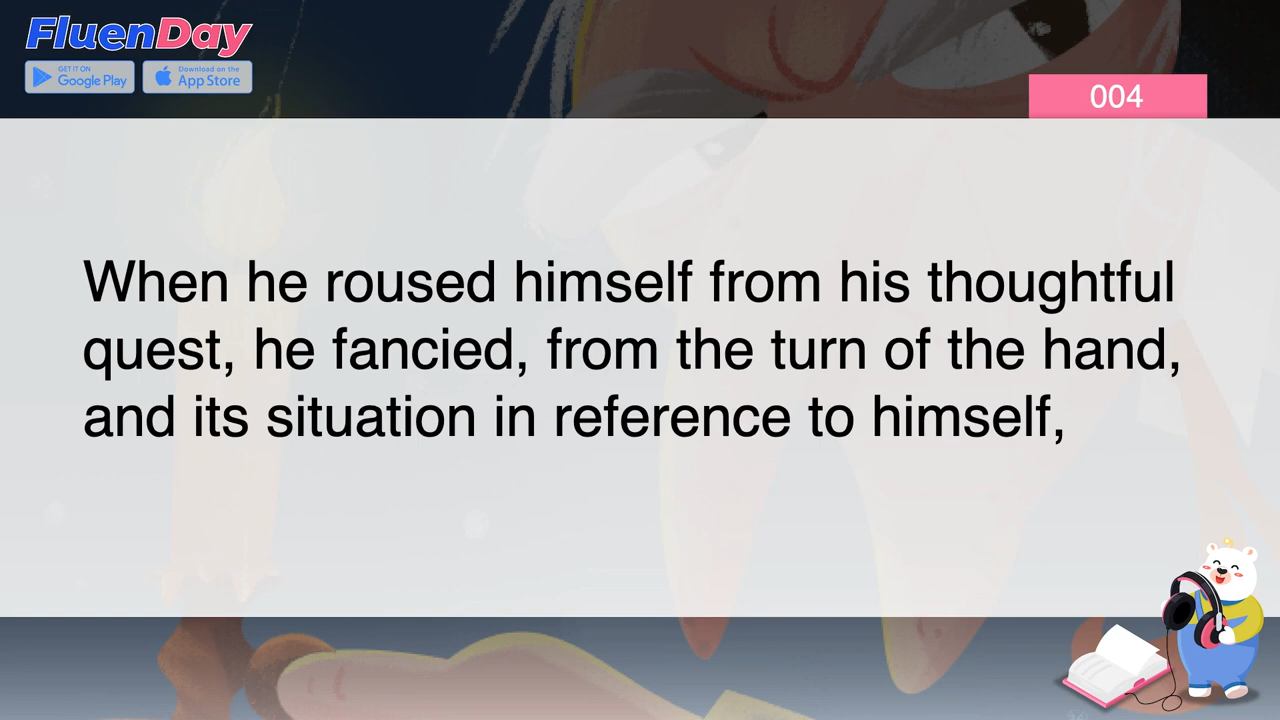 FluenDay
GET IT ON
Google Play
Download on the
App Store
004
When he roused himself from his thoughtful
quest, he fancied, from the turn of the hand,
and its situation in reference to himself,